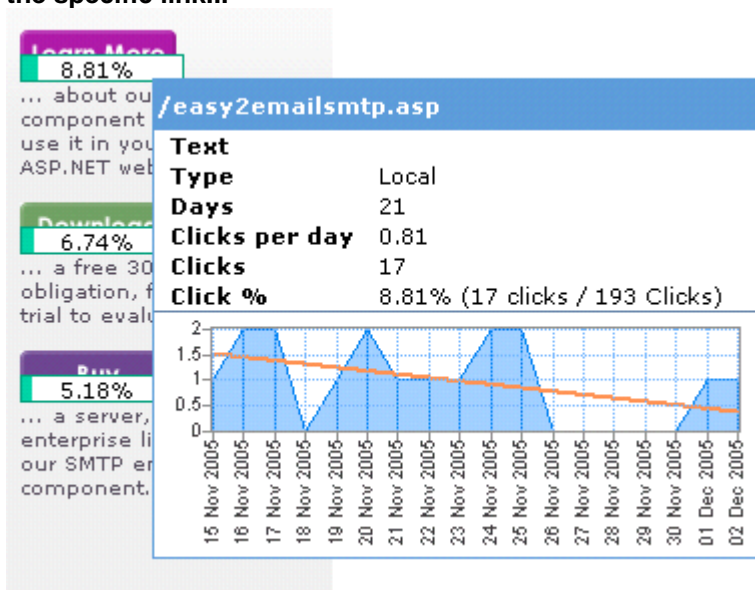 the specific link...
Learn More
8.81%
... about ou
component
use it in you
ASP.NET web
Download
6.74%
... a free 30
obligation, f
trial to evalu
Buy
5.18%
... a server,
enterprise li
our SMTP en
component.
/easy2emailsmtp.asp
Text
Type Local
Days 21
Clicks per day 0.81
Clicks 17
Click % 8.81% (17 clicks / 193 Clicks)
2
1.5
1
0.5
0
15 Nov 2005
16 Nov 2005
17 Nov 2005
18 Nov 2005
19 Nov 2005
20 Nov 2005
21 Nov 2005
22 Nov 2005
23 Nov 2005
24 Nov 2005
25 Nov 2005
26 Nov 2005
27 Nov 2005
28 Nov 2005
29 Nov 2005
30 Nov 2005
01 Dec 2005
02 Dec 2005